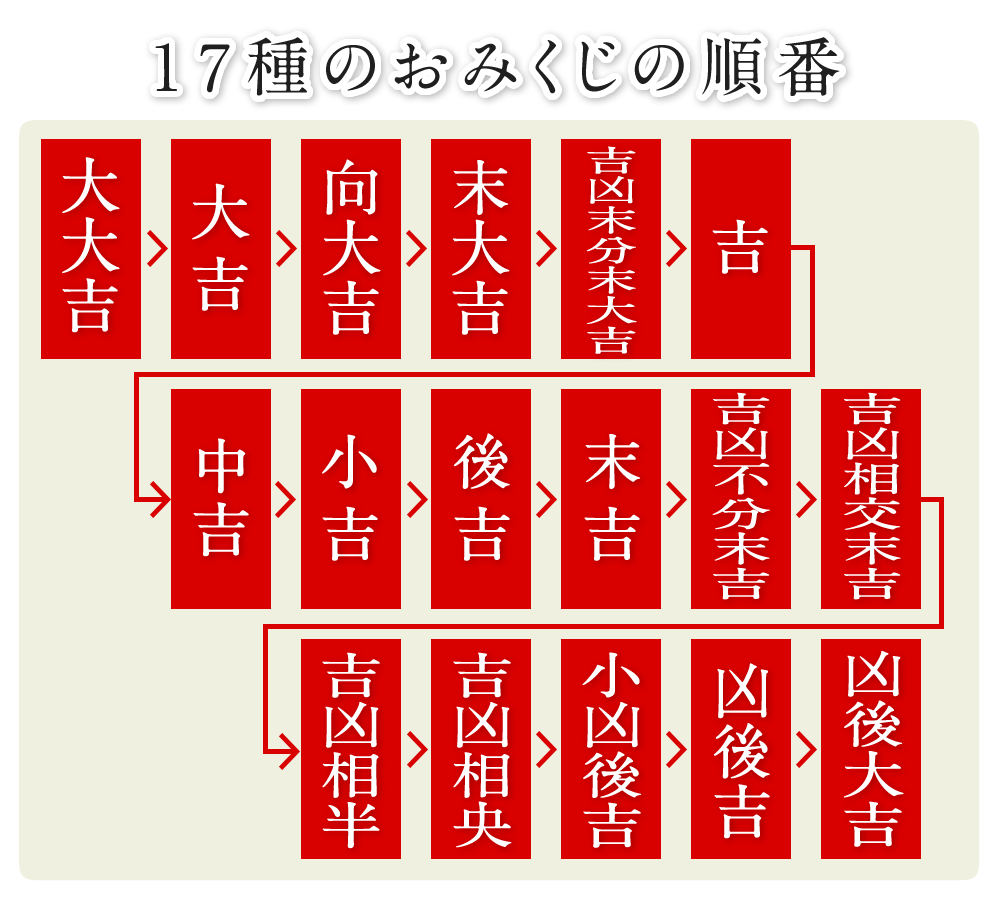 17種のおみくじの順番
大大吉
大吉
向大吉
末大吉
吉凶末分末大吉
吉
中吉
小吉
後吉
末吉
吉凶不分末吉
吉凶相交末吉
吉凶相半
吉凶相央
小凶後吉
凶後吉
凶後大吉